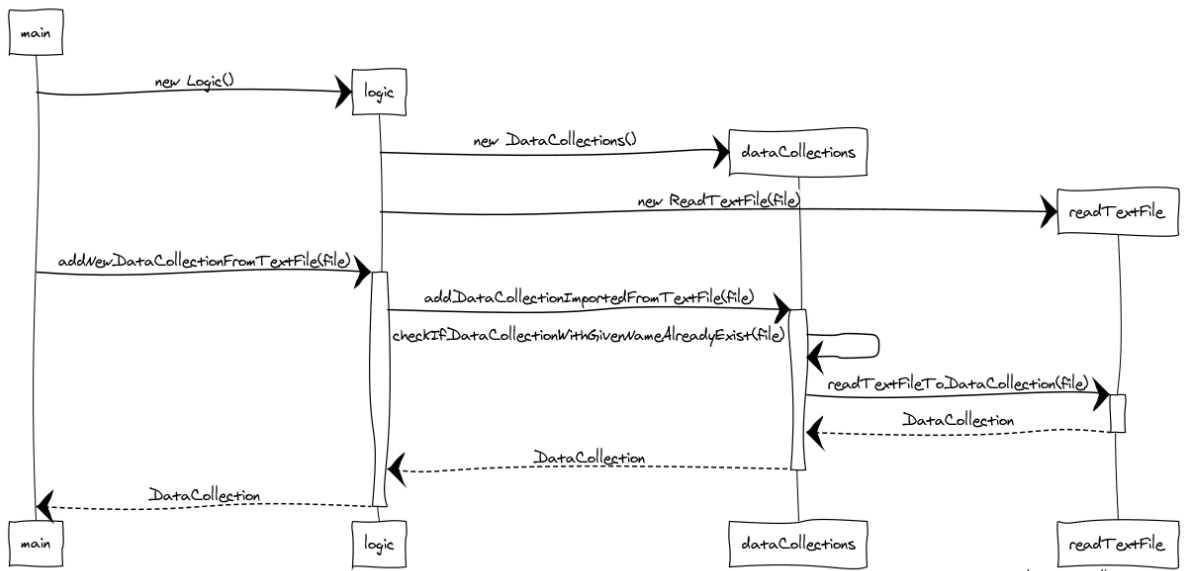 main
new Logic()
logic
new DataCollections()
dataCollections
new ReadTextFile(file)
readTextFile
addNewDataCollectionFromTextFile(file)
addDataCollectionImportedFromTextFile(file)
checkIfDataCollectionWithGivenNameAlreadyExist(file)
readTextFileToDataCollection(file)
DataCollection
DataCollection
DataCollection
main
logic
dataCollections
readTextFile